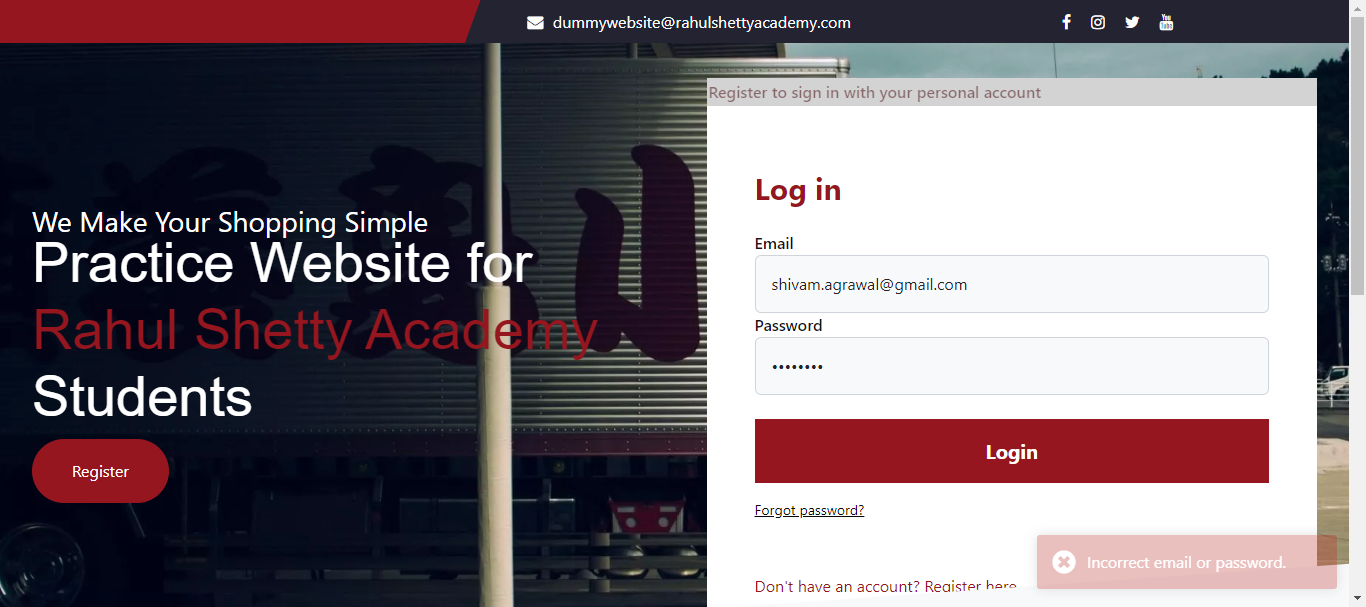 dummywebsite@rahulshettyacademy.com
Register to sign in with your personal account
We Make Your Shopping Simple
Practice Website for
Rahul Shetty Academy
Students
Register
Log in
Email
shivam.agrawal@gmail.com
Password
••••••••
Login
Forgot password?
Incorrect email or password.
Don't have an account? Register here